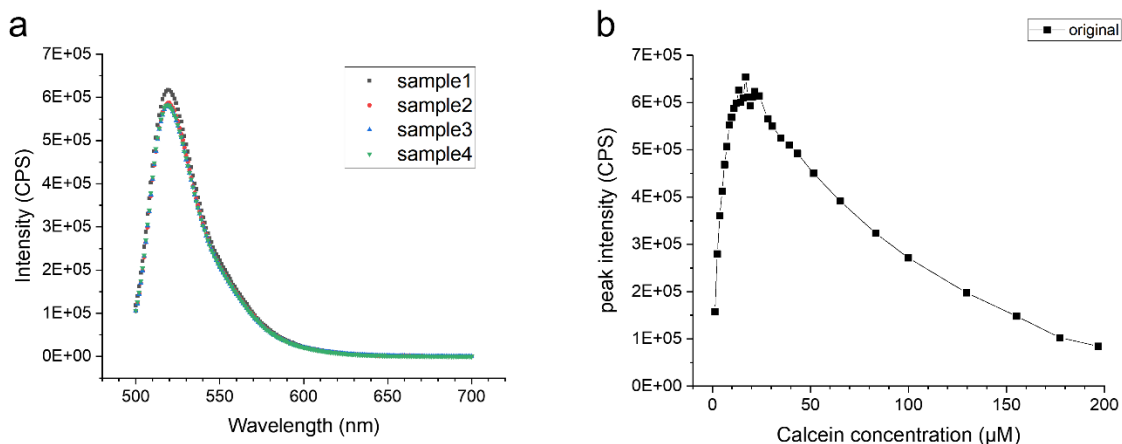 a
7E+05
6E+05
5E+05
4E+05
3E+05
2E+05
1E+05
0E+00
500
550
600
650
700
Intensity (CPS)
Wavelength (nm)
sample1
sample2
sample3
sample4
b
original
7E+05
6E+05
5E+05
4E+05
3E+05
2E+05
1E+05
0E+00
0
50
100
150
200
peak intensity (CPS)
Calcein concentration (µM)